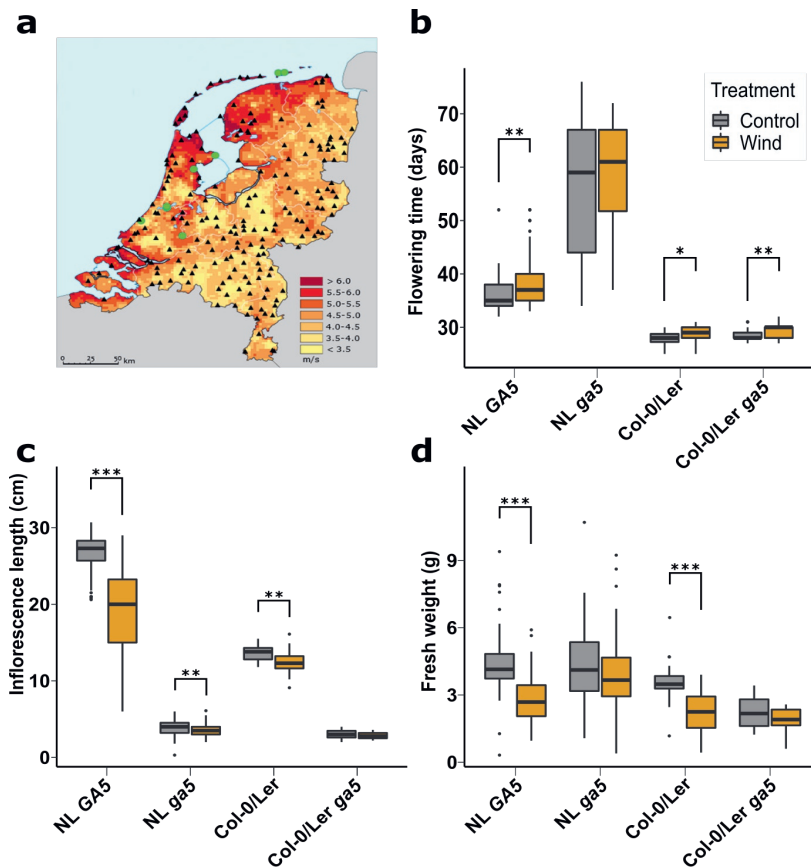 a
> 6.0
5.5-6.0
5.0-5.5
4.5-5.0
4.0-4.5
3.5-4.0
< 3.5
m/s
0 25 50
km
b
Flowering time (days)
70
60
50
40
30
Treatment
Control
Wind
**
*
**
NL GA5
NL ga5
Col-0/Ler
Col-0/Ler ga5
c
Inflorescence length (cm)
30
20
10
0
***
**
**
NL GA5
NL ga5
Col-0/Ler
Col-0/Ler ga5
d
Fresh weight (g)
9
6
3
0
***
***
NL GA5
NL ga5
Col-0/Ler
Col-0/Ler ga5